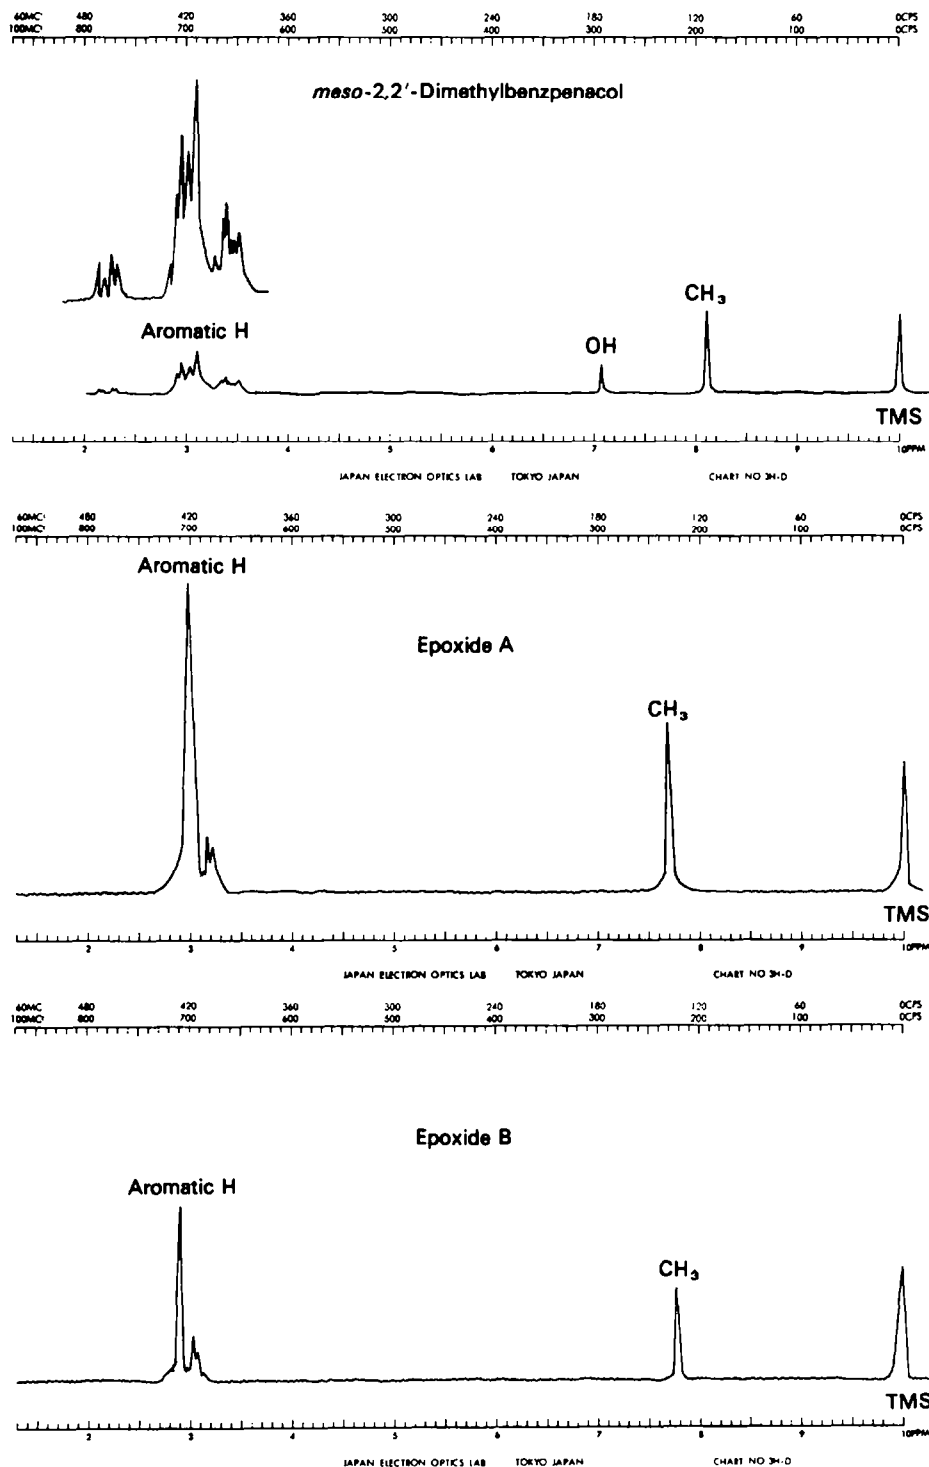 60MC 480 420 360 300 240 180 120 60 0CPS
100MC 800 700 600 500 400 300 200 100 0CPS
meso-2,2'-Dimethylbenzpenacol
CH₃
Aromatic H
OH
TMS
2 3 4 5 6 7 8 9 10PPM
JAPAN ELECTRON OPTICS LAB TOKYO JAPAN CHART NO 3H-D
60MC 480 420 360 300 240 180 120 60 0CPS
100MC 800 700 600 500 400 300 200 100 0CPS
Aromatic H
Epoxide A
CH₃
TMS
2 3 4 5 6 7 8 9 10PPM
JAPAN ELECTRON OPTICS LAB TOKYO JAPAN CHART NO 3H-D
60MC 480 420 360 300 240 180 120 60 0CPS
100MC 800 700 600 500 400 300 200 100 0CPS
Epoxide B
Aromatic H
CH₃
TMS
2 3 4 5 6 7 8 9 10PPM
JAPAN ELECTRON OPTICS LAB TOKYO JAPAN CHART NO 3H-D